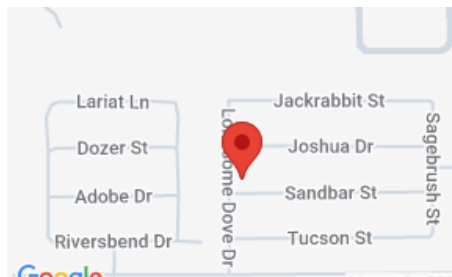 Lariat Ln
Jackrabbit St
Dozer St
Joshua Dr
Adobe Dr
Sandbar St
Riversbend Dr
Tucson St
Dove Dr
Sagebrush St
Google